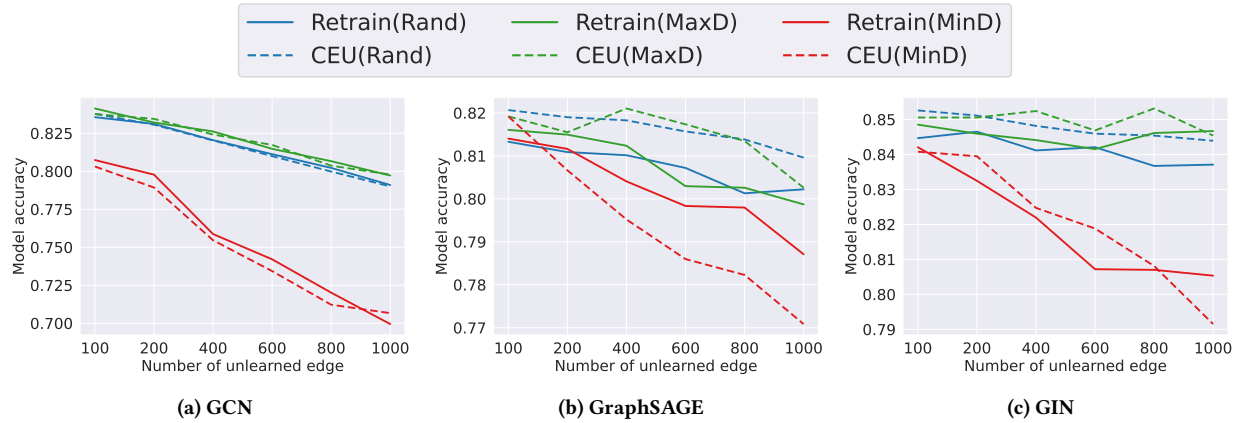 Retrain(Rand) Retrain(MaxD) Retrain(MinD)
CEU(Rand) CEU(MaxD) CEU(MinD)
Model accuracy
0.825
0.800
0.775
0.750
0.725
0.700
100 200 400 600 800 1000
Number of unlearned edge
(a) GCN
Model accuracy
0.82
0.81
0.80
0.79
0.78
0.77
100 200 400 600 800 1000
Number of unlearned edge
(b) GraphSAGE
Model accuracy
0.85
0.84
0.83
0.82
0.81
0.80
0.79
100 200 400 600 800 1000
Number of unlearned edge
(c) GIN